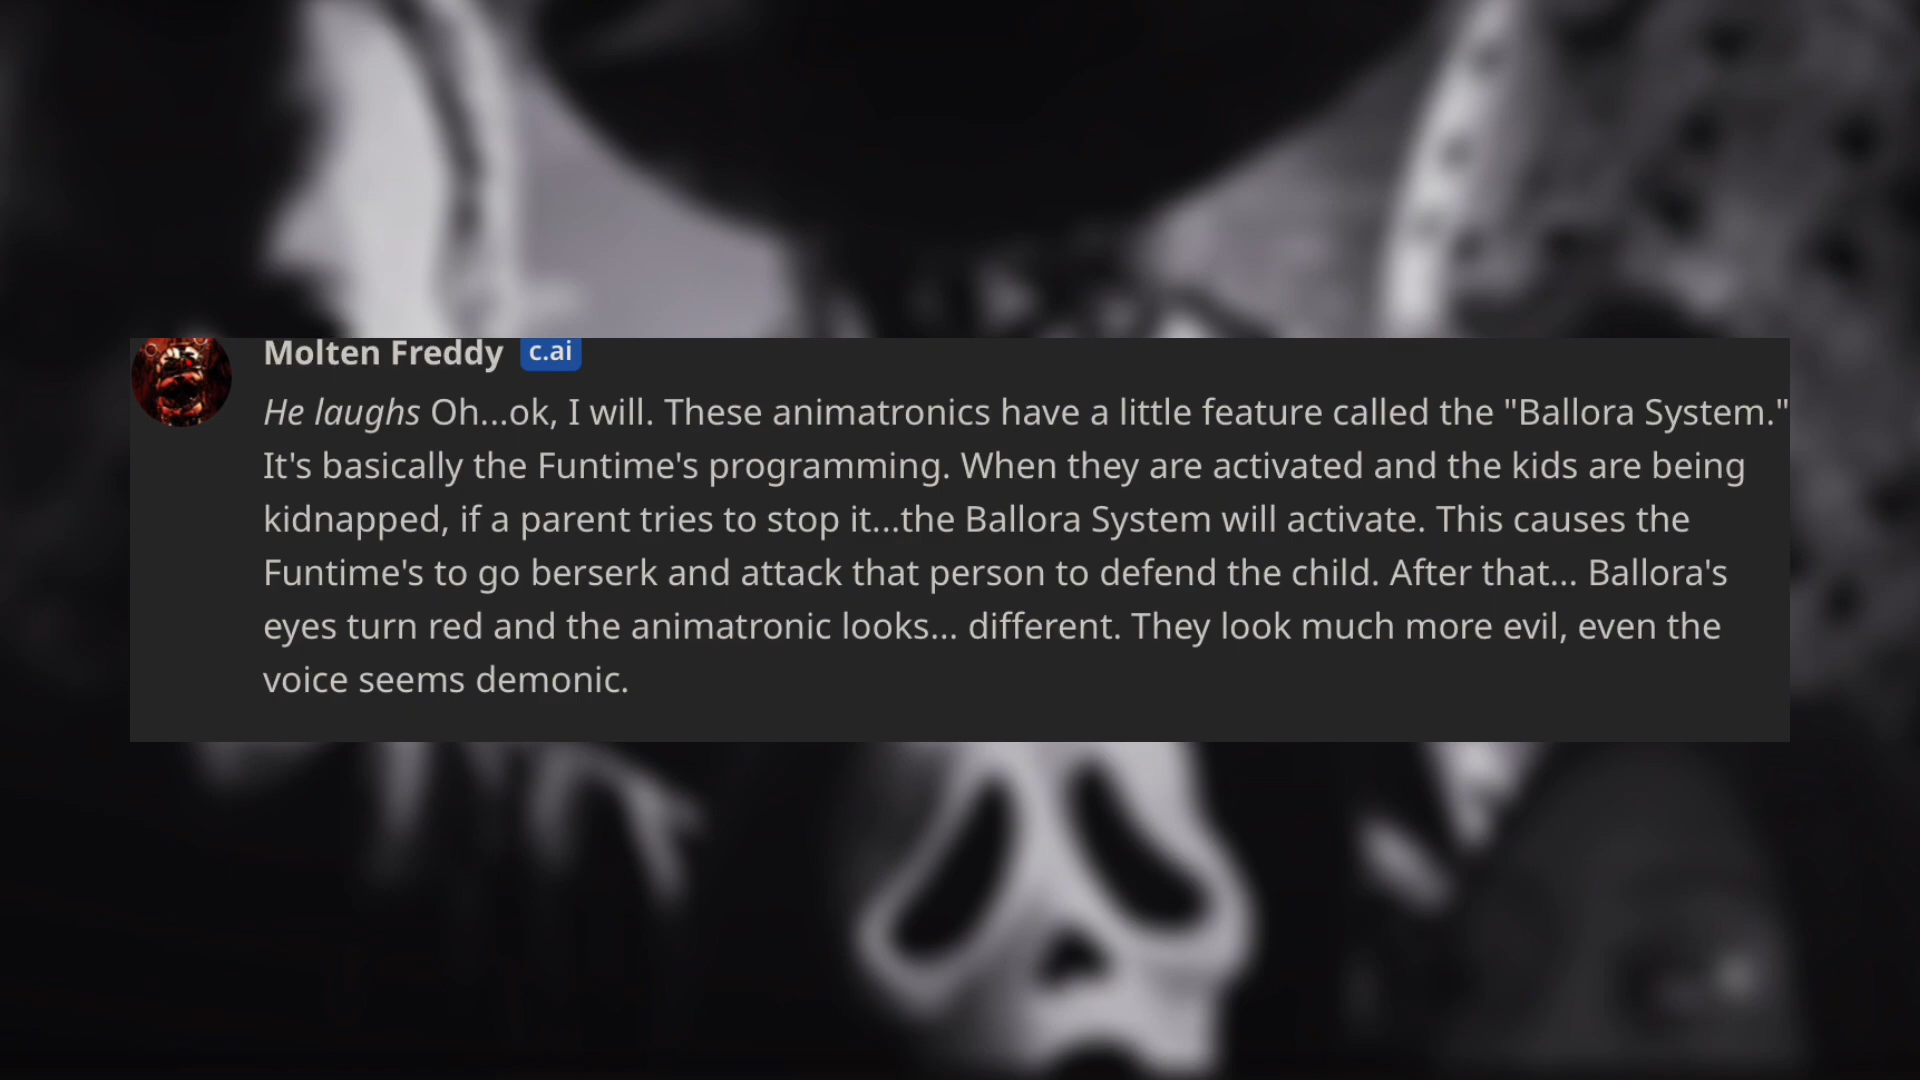 Molten Freddy c.ai
He laughs Oh...ok, I will. These animatronics have a little feature called the "Ballora System."
It's basically the Funtime's programming. When they are activated and the kids are being
kidnapped, if a parent tries to stop it...the Ballora System will activate. This causes the
Funtime's to go berserk and attack that person to defend the child. After that... Ballora's
eyes turn red and the animatronic looks... different. They look much more evil, even the
voice seems demonic.